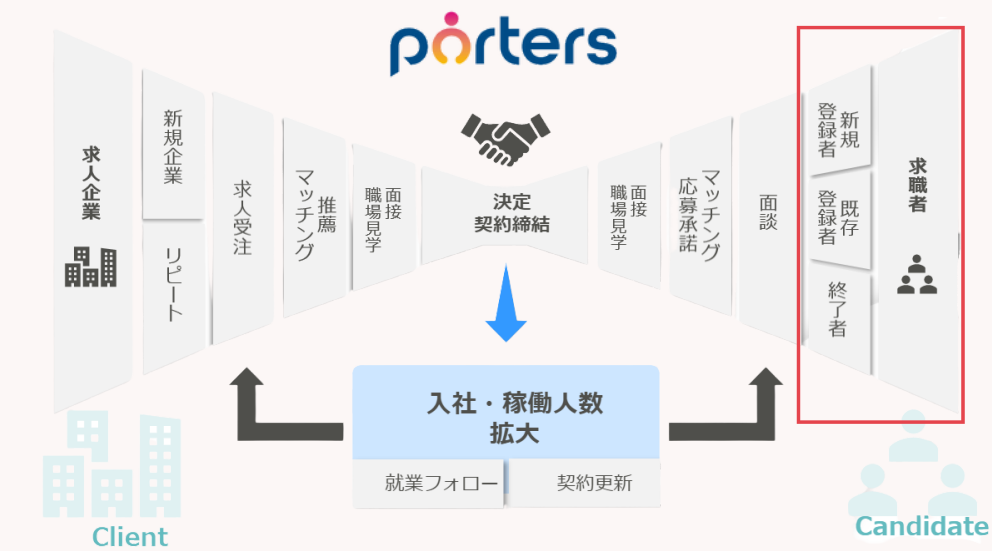 porters
求人企業
新規企業
リピート
求人受注
マッチング
推薦
面接
職場見学
決定
契約締結
面接
職場見学
マッチング
応募承諾
面談
新規
登録者
既存
登録者
終了者
求職者
入社・稼働人数
拡大
就業フォロー
契約更新
Client
Candidate